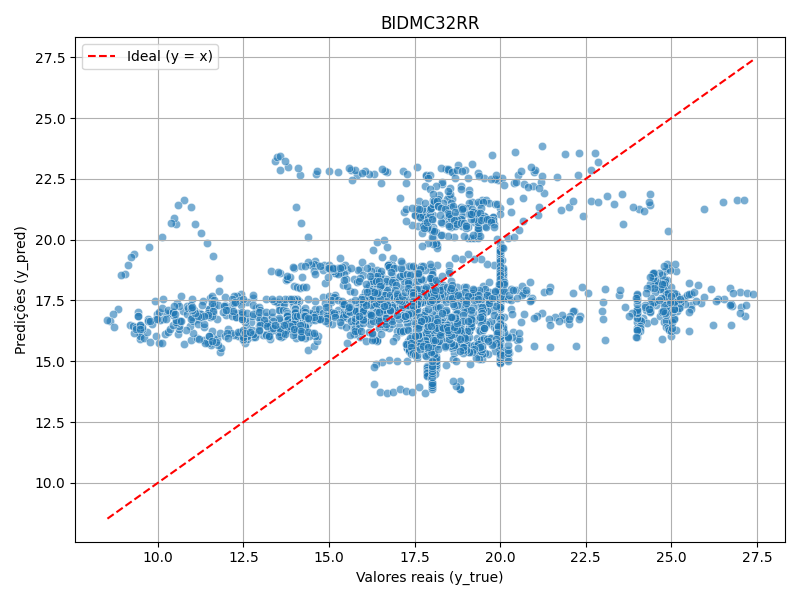 BIDMC32RR
Ideal (y = x)
27.5
25.0
22.5
20.0
17.5
15.0
12.5
10.0
Predições (y_pred)
10.0 12.5 15.0 17.5 20.0 22.5 25.0 27.5
Valores reais (y_true)